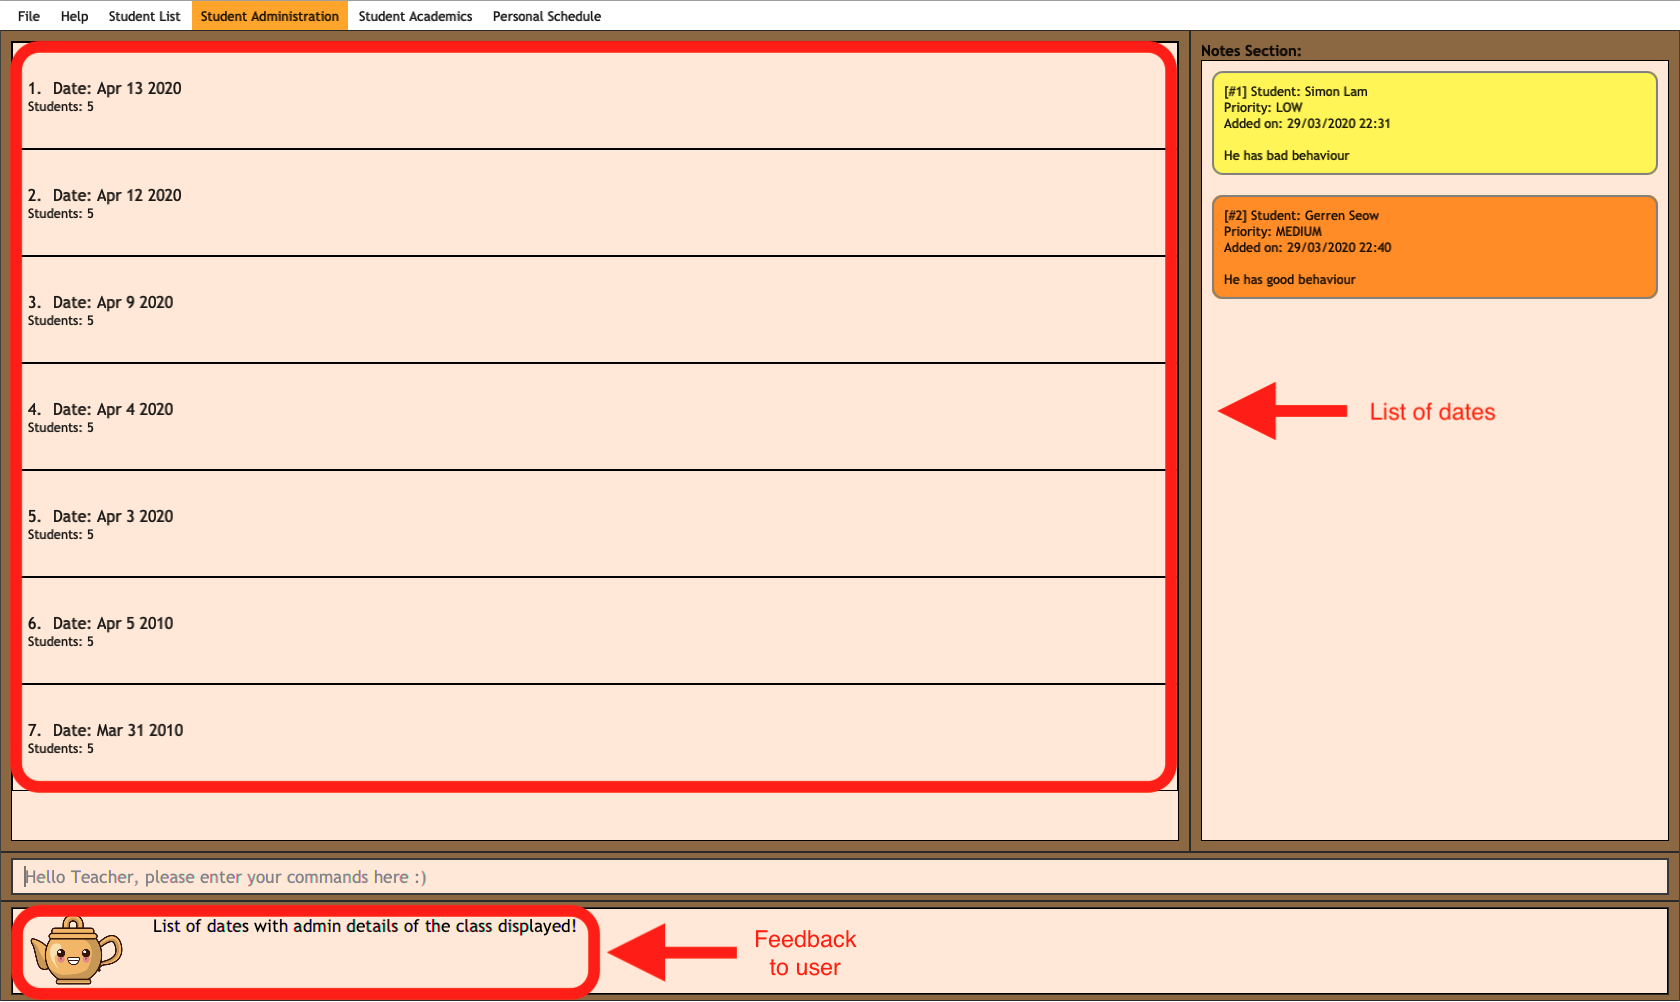 File Help Student List Student Administration Student Academics Personal Schedule
1. Date: Apr 13 2020
Students: 5
2. Date: Apr 12 2020
Students: 5
3. Date: Apr 9 2020
Students: 5
4. Date: Apr 4 2020
Students: 5
5. Date: Apr 3 2020
Students: 5
6. Date: Apr 5 2010
Students: 5
7. Date: Mar 31 2010
Students: 5
Notes Section:
[#1] Student: Simon Lam
Priority: LOW
Added on: 29/03/2020 22:31
He has bad behaviour
[#2] Student: Gerren Seow
Priority: MEDIUM
Added on: 29/03/2020 22:40
He has good behaviour
List of dates
Hello Teacher, please enter your commands here :)
List of dates with admin details of the class displayed!
Feedback
to user